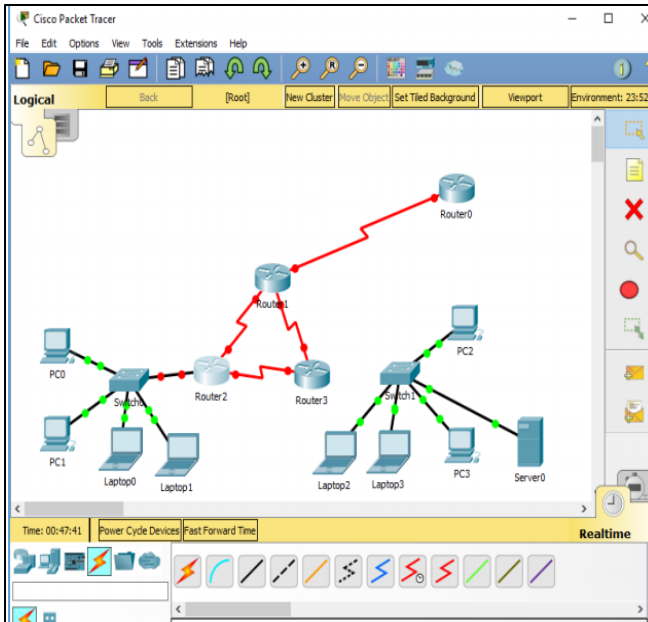 Cisco Packet Tracer
File Edit Options View Tools Extensions Help
Logical Back [Root] New Cluster Move Object Set Tiled Background Viewport Environment: 23:52
Router0
Router1
PC2
PC0
Switch1
Router2
Router3
PC1
Laptop0
Laptop1
Laptop2
Laptop3
PC3
Server0
Time: 00:47:41 Power Cycle Devices Fast Forward Time Realtime